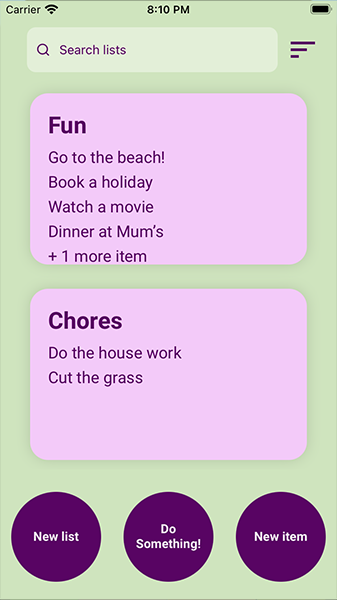 Carrier 8:10 PM
Search lists
Fun
Go to the beach!
Book a holiday
Watch a movie
Dinner at Mum's
+ 1 more item
Chores
Do the house work
Cut the grass
New list
Do
Something!
New item